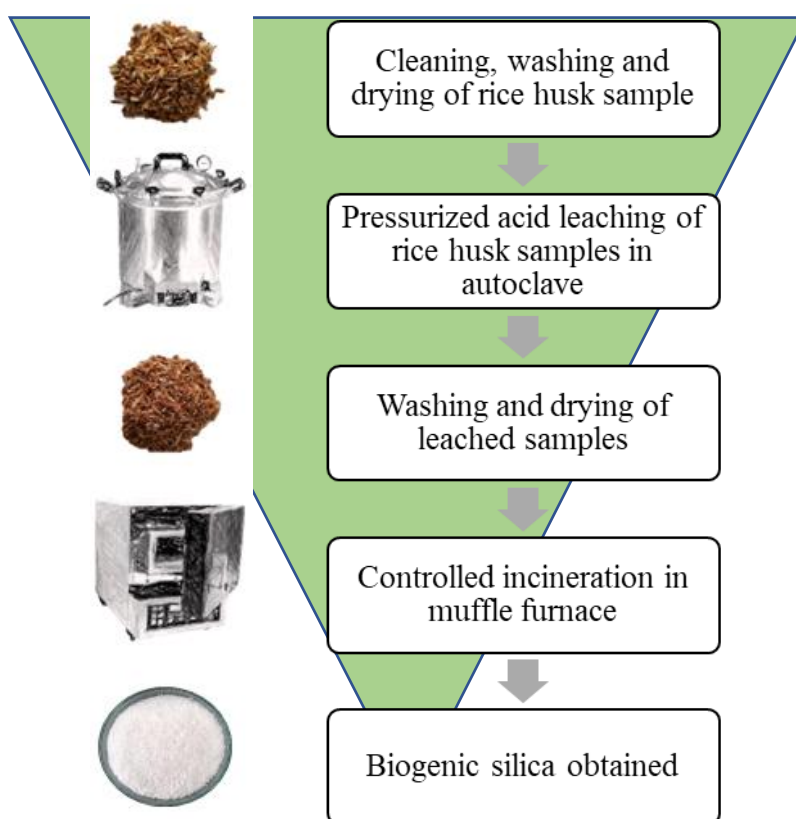 Cleaning, washing and
drying of rice husk sample
Pressurized acid leaching of
rice husk samples in
autoclave
Washing and drying of
leached samples
Controlled incineration in
muffle furnace
Biogenic silica obtained